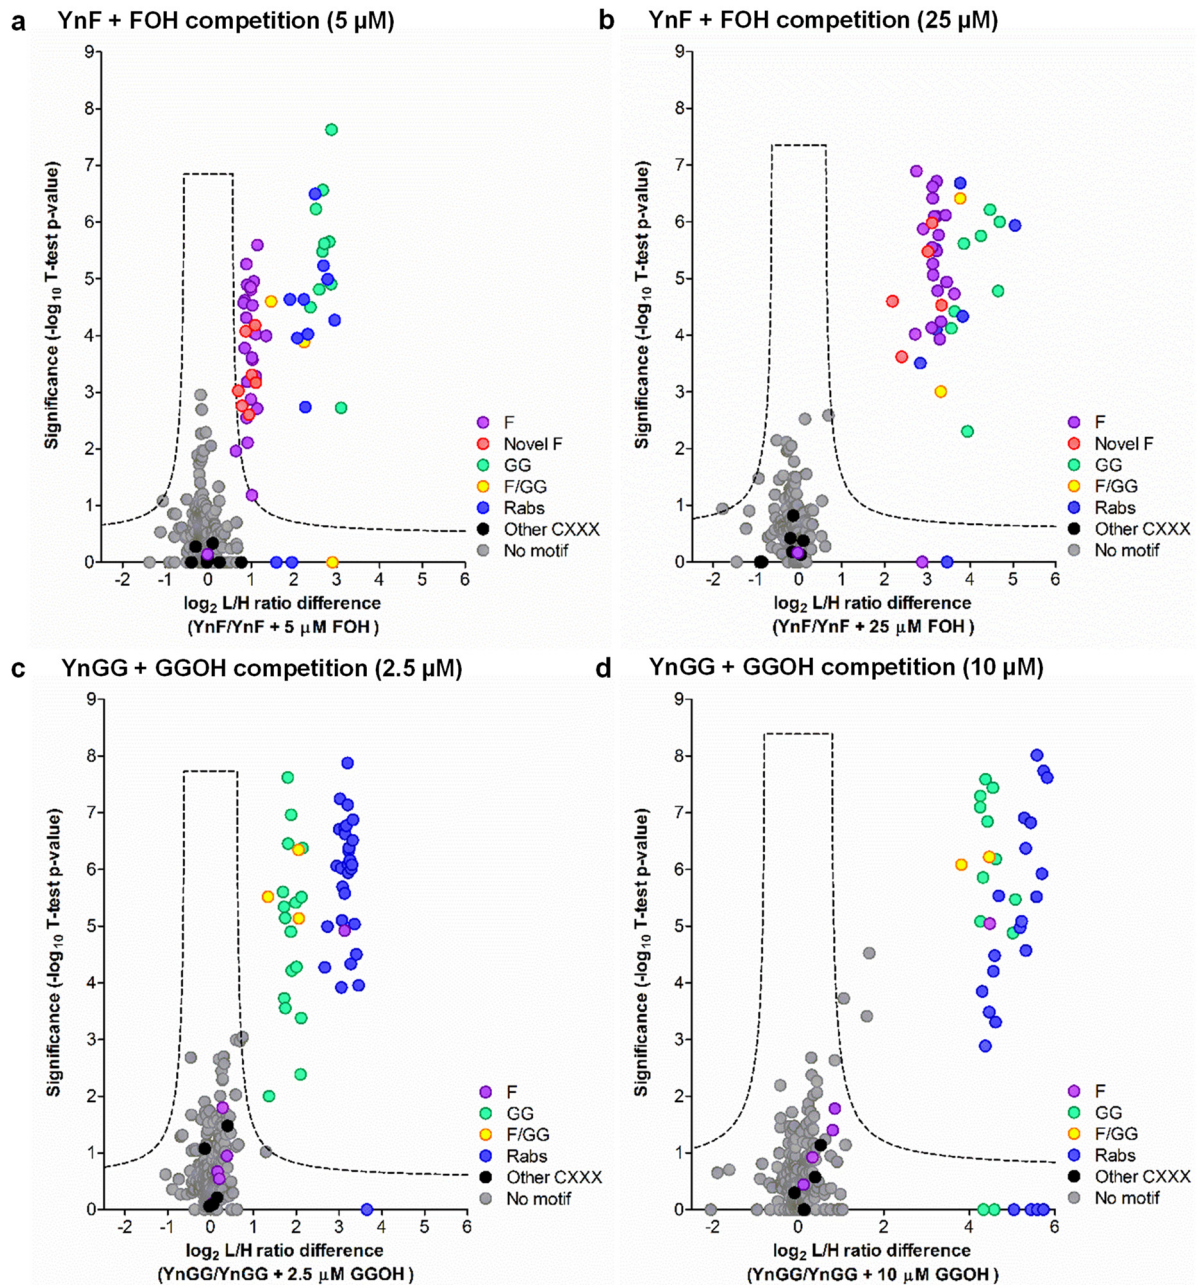 a YnF + FOH competition (5 µM)
9
8
7
6
5
4
3
2
1
0
Significance (-log10 T-test p-value)
F
Novel F
GG
F/GG
Rabs
Other CXXX
No motif
-2 -1 0 1 2 3 4 5 6
log2 L/H ratio difference
(YnF/YnF + 5 µM FOH )
b YnF + FOH competition (25 µM)
9
8
7
6
5
4
3
2
1
0
Significance (-log10 T-test p-value)
F
Novel F
GG
F/GG
Rabs
Other CXXX
No motif
-2 -1 0 1 2 3 4 5 6
log2 L/H ratio difference
(YnF/YnF + 25 µM FOH )
c YnGG + GGOH competition (2.5 µM)
9
8
7
6
5
4
3
2
1
0
Significance (-log10 T-test p-value)
F
GG
F/GG
Rabs
Other CXXX
No motif
-2 -1 0 1 2 3 4 5 6
log2 L/H ratio difference
(YnGG/YnGG + 2.5 µM GGOH )
d YnGG + GGOH competition (10 µM)
9
8
7
6
5
4
3
2
1
0
Significance (-log10 T-test p-value)
F
GG
F/GG
Rabs
Other CXXX
No motif
-2 0 2 4 6
log2 L/H ratio difference
(YnGG/YnGG + 10 µM GGOH )